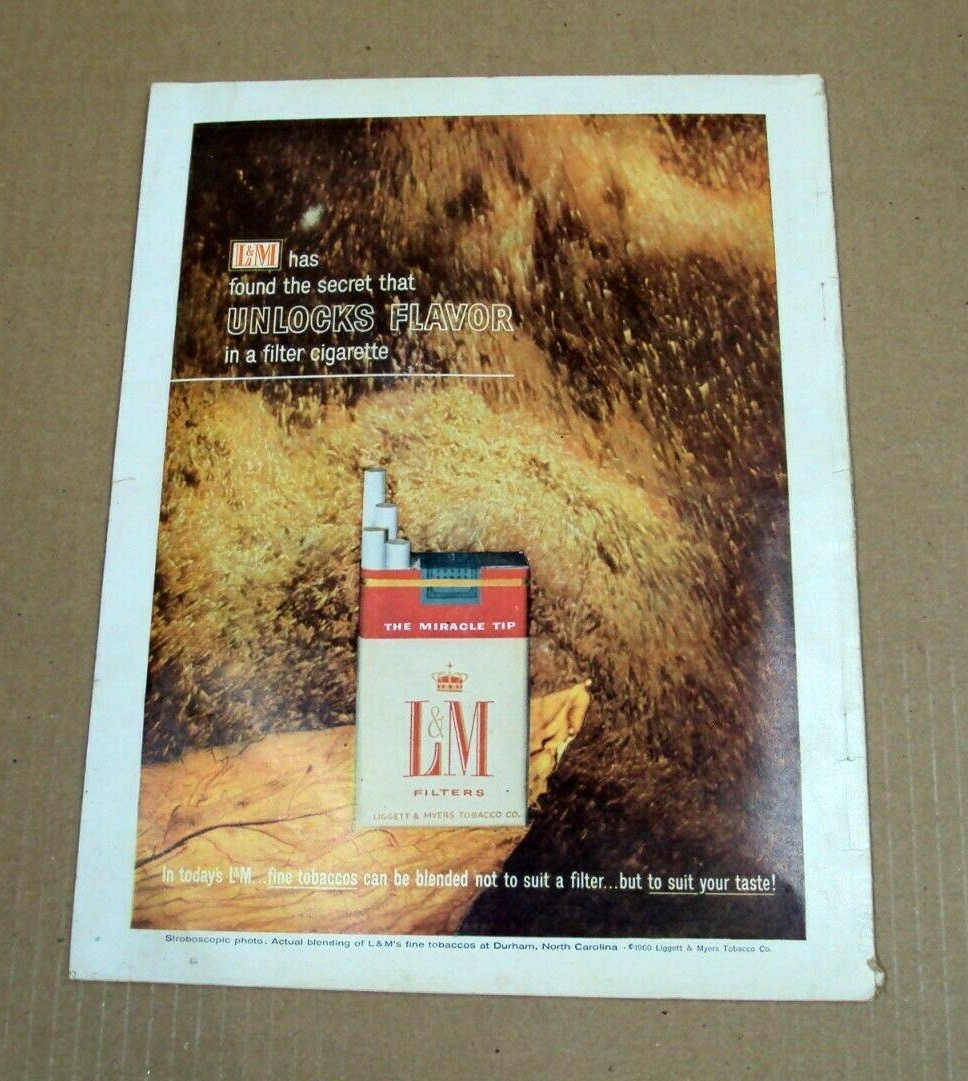 L&M has
found the secret that
UNLOCKS FLAVOR
in a filter cigarette
THE MIRACLE TIP
L&M
FILTERS
LIGGETT & MYERS TOBACCO CO.
In today's L&M...fine tobaccos can be blended not to suit a filter...but to suit your taste!
Stroboscopic photo. Actual blending of L&M's fine tobaccos at Durham, North Carolina · ©1960 Liggett & Myers Tobacco Co.